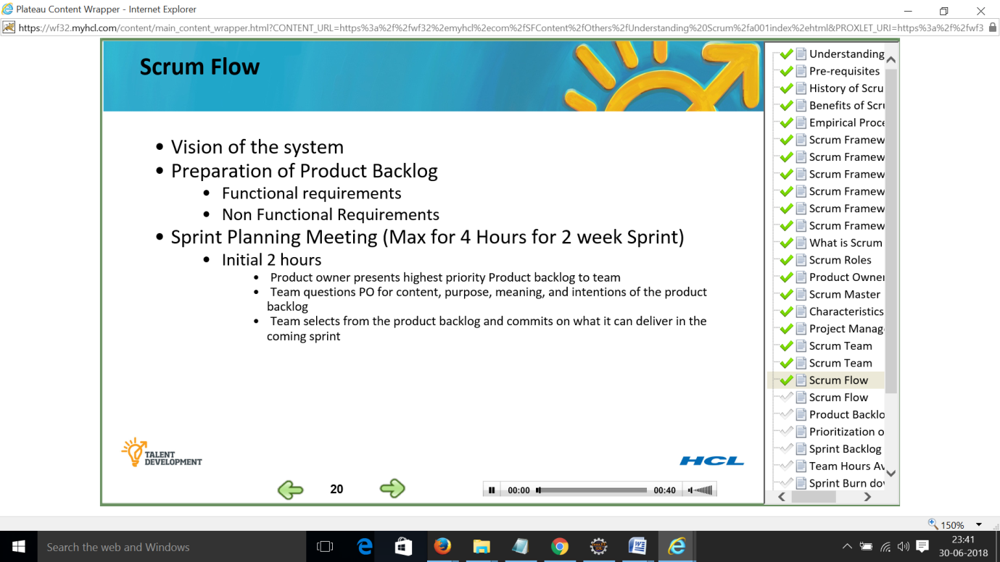 Plateau Content Wrapper - Internet Explorer
https://wf32.myhcl.com/content/main_content_wrapper.html?CONTENT_URL=https%3a%2f%2fwf32%2emyhcl%2ecom%2fSFContent%2fOthers%2fUnderstanding%20Scrum%2fa001index%2ehtml&PROXLET_URI=https%3a%2f%2fwf3
Scrum Flow
• Vision of the system
• Preparation of Product Backlog
• Functional requirements
• Non Functional Requirements
• Sprint Planning Meeting (Max for 4 Hours for 2 week Sprint)
• Initial 2 hours
• Product owner presents highest priority Product backlog to team
• Team questions PO for content, purpose, meaning, and intentions of the product
backlog
• Team selects from the product backlog and commits on what it can deliver in the
coming sprint
TALENT
DEVELOPMENT
HCL
20
00:00
00:40
Understanding
Pre-requisites
History of Scru
Benefits of Scru
Empirical Proce
Scrum Framew
Scrum Framew
Scrum Framew
Scrum Framew
Scrum Framew
Scrum Framew
What is Scrum
Scrum Roles
Product Owner
Scrum Master
Characteristics
Project Manag
Scrum Team
Scrum Team
Scrum Flow
Scrum Flow
Product Backlo
Prioritization o
Sprint Backlog
Team Hours Av
Sprint Burn dov
150%
Search the web and Windows
23:41
30-06-2018